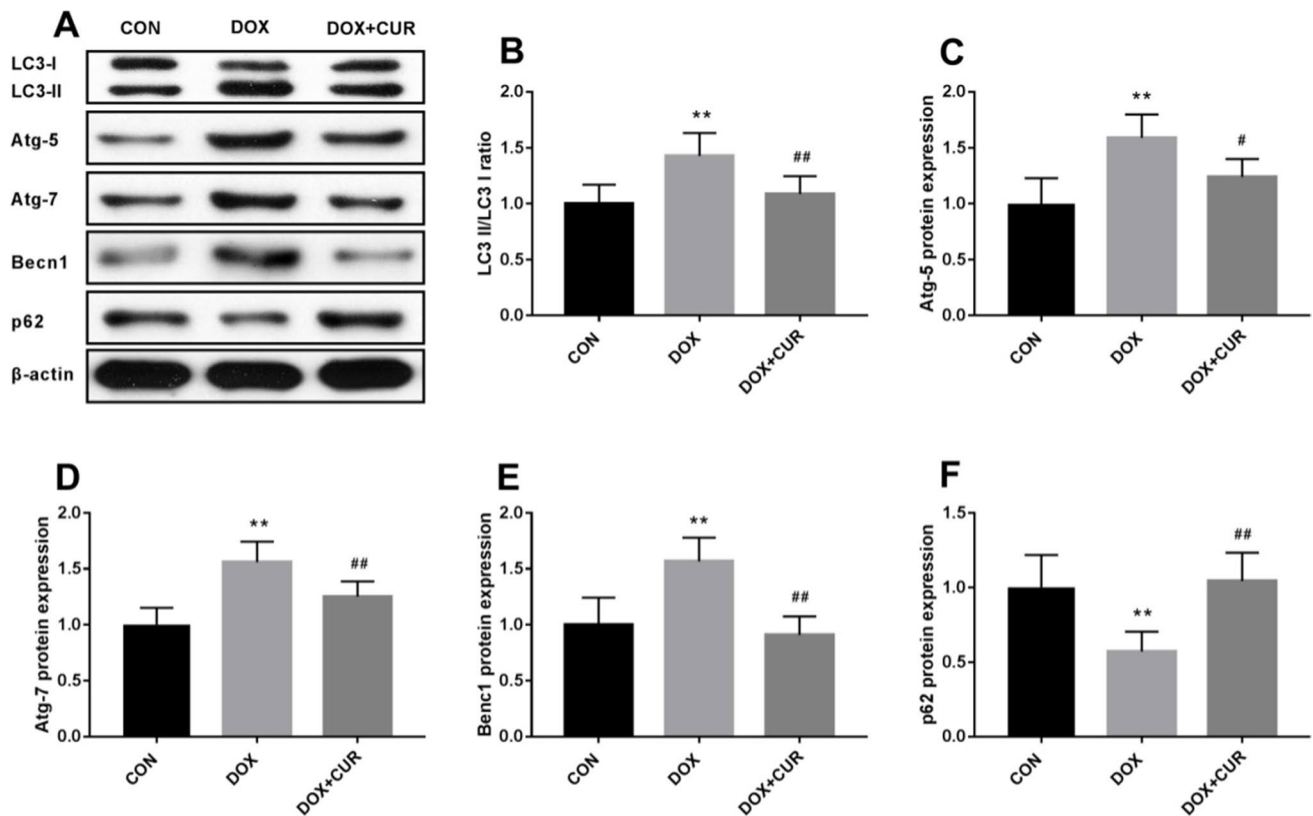 A
CON DOX DOX+CUR
LC3-I
LC3-II
Atg-5
Atg-7
Becn1
p62
β-actin
B
LC3 II/LC3 I ratio
2.0
1.5
1.0
0.5
0.0
**
##
CON
DOX
DOX+CUR
C
Atg-5 protein expression
2.0
1.5
1.0
0.5
0.0
**
#
CON
DOX
DOX+CUR
D
Atg-7 protein expression
2.0
1.5
1.0
0.5
0.0
**
##
CON
DOX
DOX+CUR
E
Benc1 protein expression
2.0
1.5
1.0
0.5
0.0
**
##
CON
DOX
DOX+CUR
F
p62 protein expression
1.5
1.0
0.5
0.0
**
##
CON
DOX
DOX+CUR